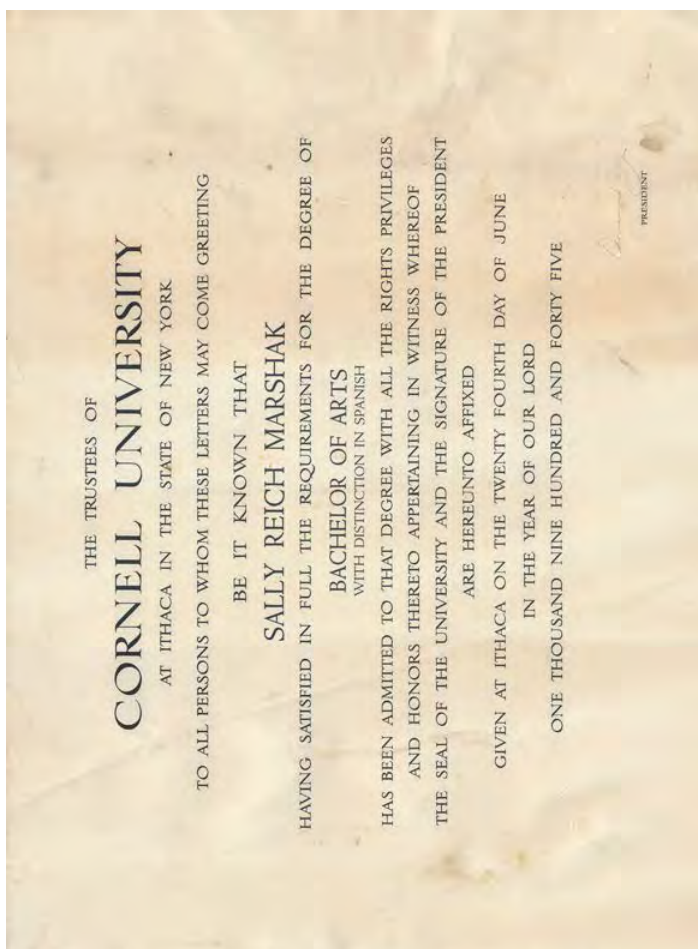 THE TRUSTEES OF
CORNELL UNIVERSITY
AT ITHACA IN THE STATE OF NEW YORK
TO ALL PERSONS TO WHOM THESE LETTERS MAY COME GREETING
BE IT KNOWN THAT
SALLY REICH MARSHAK
HAVING SATISFIED IN FULL THE REQUIREMENTS FOR THE DEGREE OF
BACHELOR OF ARTS
WITH DISTINCTION IN SPANISH
HAS BEEN ADMITTED TO THAT DEGREE WITH ALL THE RIGHTS PRIVILEGES
AND HONORS THERETO APPERTAINING IN WITNESS WHEREOF
THE SEAL OF THE UNIVERSITY AND THE SIGNATURE OF THE PRESIDENT
ARE HEREUNTO AFFIXED
GIVEN AT ITHACA ON THE TWENTY FOURTH DAY OF JUNE
IN THE YEAR OF OUR LORD
ONE THOUSAND NINE HUNDRED AND FORTY FIVE
PRESIDENT